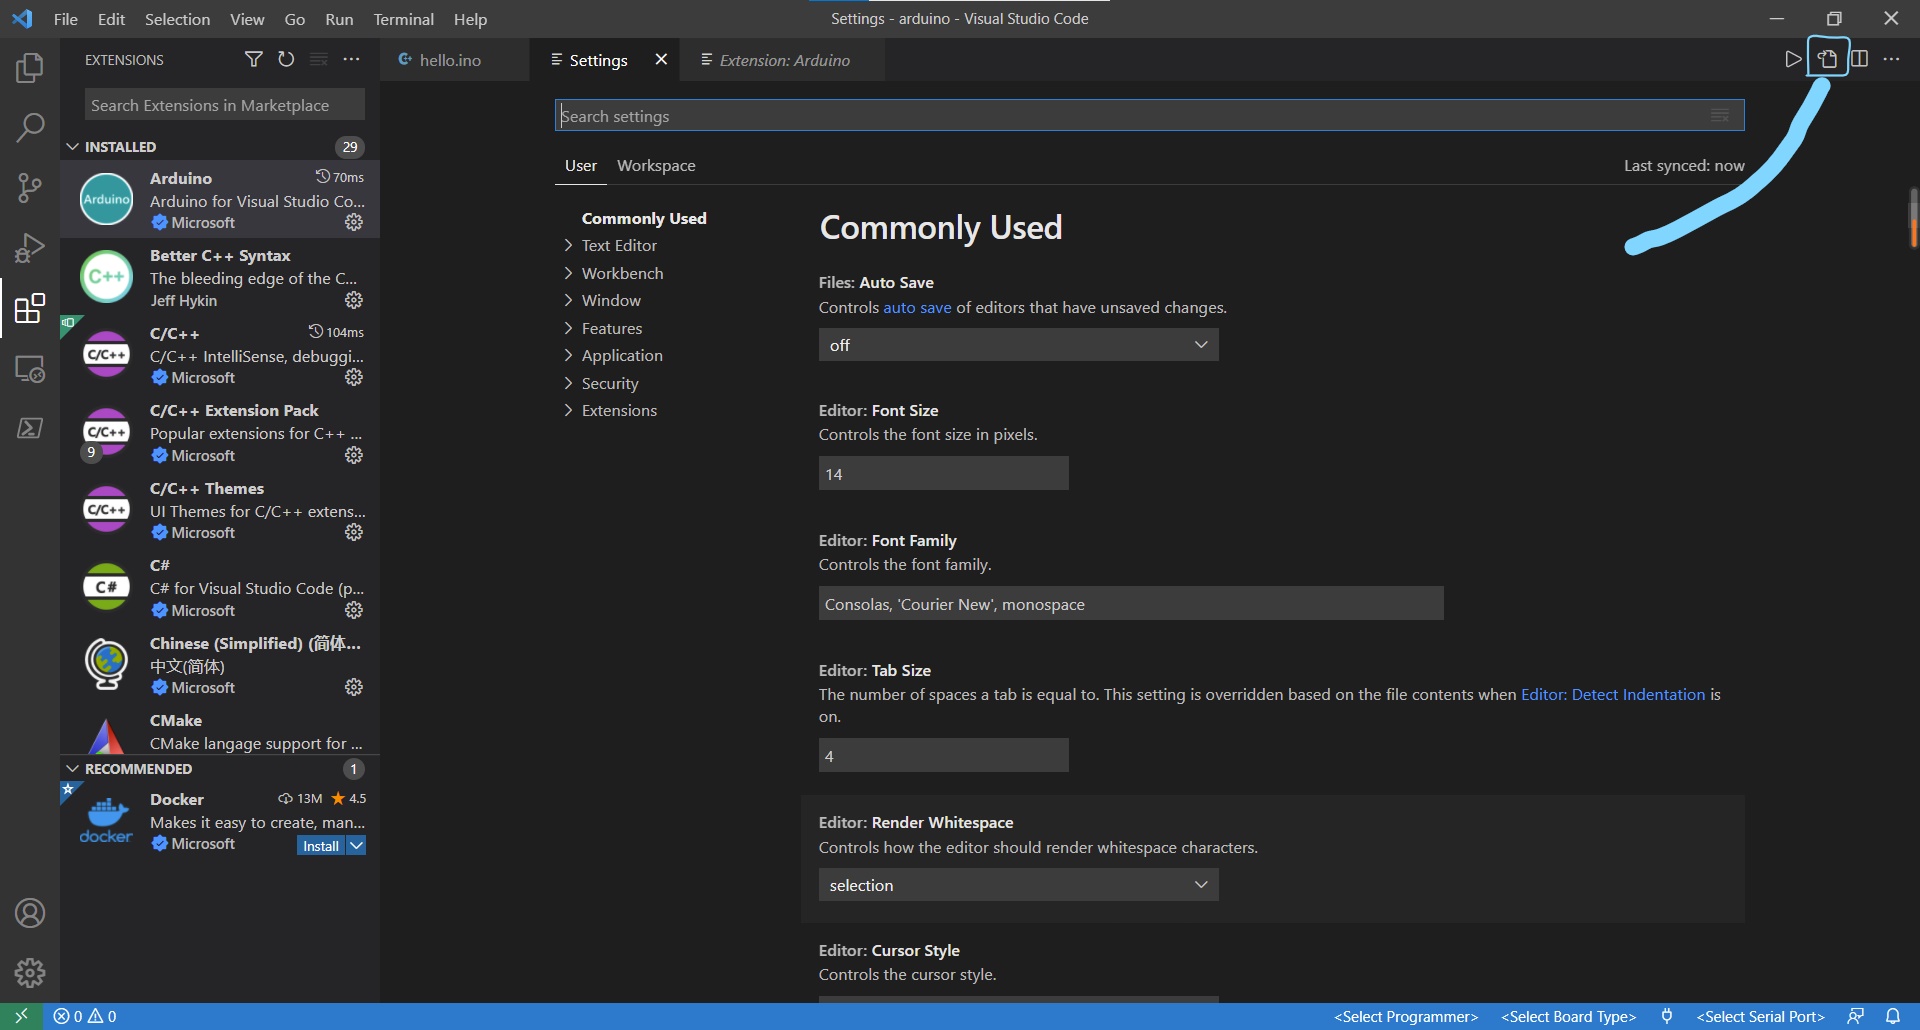 File Edit Selection View Go Run Terminal Help
Settings - arduino - Visual Studio Code
EXTENSIONS
hello.ino
Settings
Extension: Arduino
Search Extensions in Marketplace
INSTALLED
29
Arduino
Arduino
70ms
Arduino for Visual Studio Co...
Microsoft
C++
Better C++ Syntax
The bleeding edge of the C...
Jeff Hykin
C/C++
C/C++
104ms
C/C++ IntelliSense, debuggi...
Microsoft
C/C++
9
C/C++ Extension Pack
Popular extensions for C++ ...
Microsoft
C/C++
C/C++ Themes
UI Themes for C/C++ extens...
Microsoft
C#
C#
C# for Visual Studio Code (p...
Microsoft
Chinese (Simplified) (简体...
中文(简体)
Microsoft
CMake
CMake langage support for ...
RECOMMENDED
1
docker
Docker
13M
4.5
Makes it easy to create, man...
Microsoft
Install
Search settings
User
Workspace
Last synced: now
Commonly Used
Text Editor
Workbench
Window
Features
Application
Security
Extensions
Commonly Used
Files: Auto Save
Controls auto save of editors that have unsaved changes.
off
Editor: Font Size
Controls the font size in pixels.
14
Editor: Font Family
Controls the font family.
Consolas, 'Courier New', monospace
Editor: Tab Size
The number of spaces a tab is equal to. This setting is overridden based on the file contents when Editor: Detect Indentation is
on.
4
Editor: Render Whitespace
Controls how the editor should render whitespace characters.
selection
Editor: Cursor Style
Controls the cursor style.
0
0
<Select Programmer>
<Select Board Type>
<Select Serial Port>